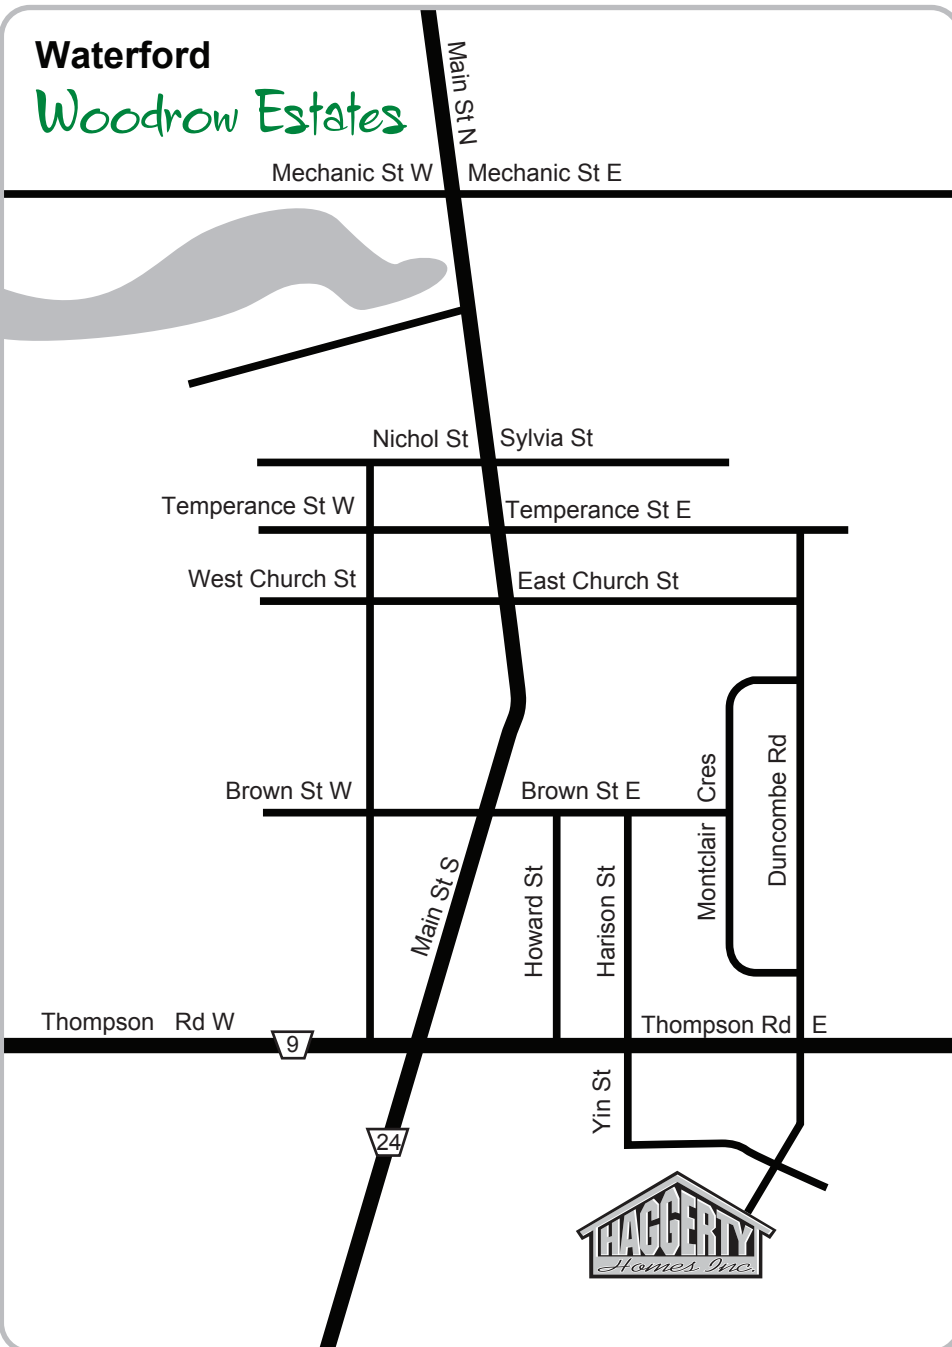 Waterford
Woodrow Estates
Main St N
Mechanic St W
Mechanic St E
Nichol St
Sylvia St
Temperance St W
Temperance St E
West Church St
East Church St
Brown St W
Brown St E
Montclair Cres
Duncombe Rd
Main St S
Howard St
Harison St
Thompson Rd W
9
Thompson Rd E
Yin St
24
HAGGERTY
Homes Inc.